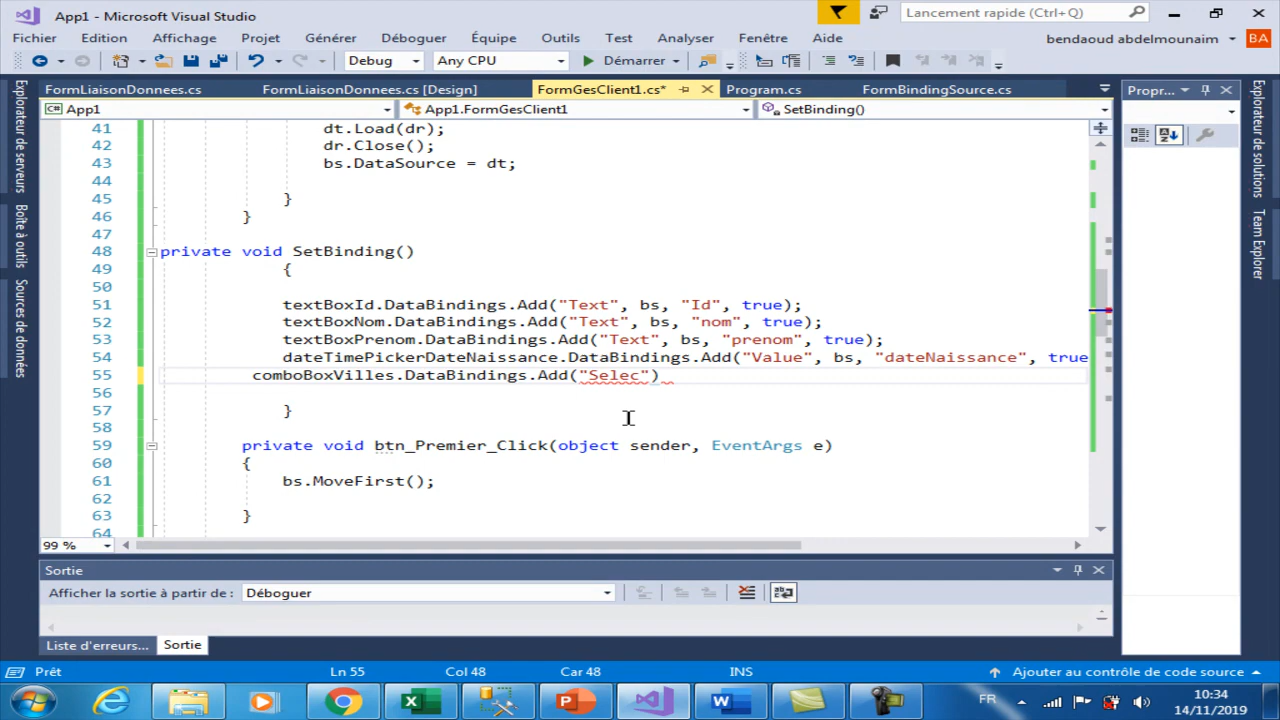 App1 - Microsoft Visual Studio
Lancement rapide (Ctrl+Q)
Fichier Edition Affichage Projet Générer Déboguer Équipe Outils Test Analyser Fenêtre Aide
bendaoud abdelmounaim BA
Debug Any CPU Démarrer
FormLiaisonDonnees.cs FormLiaisonDonnees.cs [Design] FormGesClient1.cs* Program.cs FormBindingSource.cs
Propr...
App1 App1.FormGesClient1 SetBinding()
Explorateur de serveurs
Boîte à outils
Sources de données
Explorateur de solutions
Team Explorer
41 dt.Load(dr);
42 dr.Close();
43 bs.DataSource = dt;
44
45 }
46 }
47
48 private void SetBinding()
49 {
50
51 textBoxId.DataBindings.Add("Text", bs, "Id", true);
52 textBoxNom.DataBindings.Add("Text", bs, "nom", true);
53 textBoxPrenom.DataBindings.Add("Text", bs, "prenom", true);
54 dateTimePickerDateNaissance.DataBindings.Add("Value", bs, "dateNaissance", true
55 comboBoxVilles.DataBindings.Add("Selec")
56
57 }
58
59 private void btn_Premier_Click(object sender, EventArgs e)
60 {
61 bs.MoveFirst();
62
63 }
64
99 %
Sortie
Afficher la sortie à partir de : Déboguer
Liste d'erreurs... Sortie
Prêt Ln 55 Col 48 Car 48 INS Ajouter au contrôle de code source
FR 10:34
14/11/2019